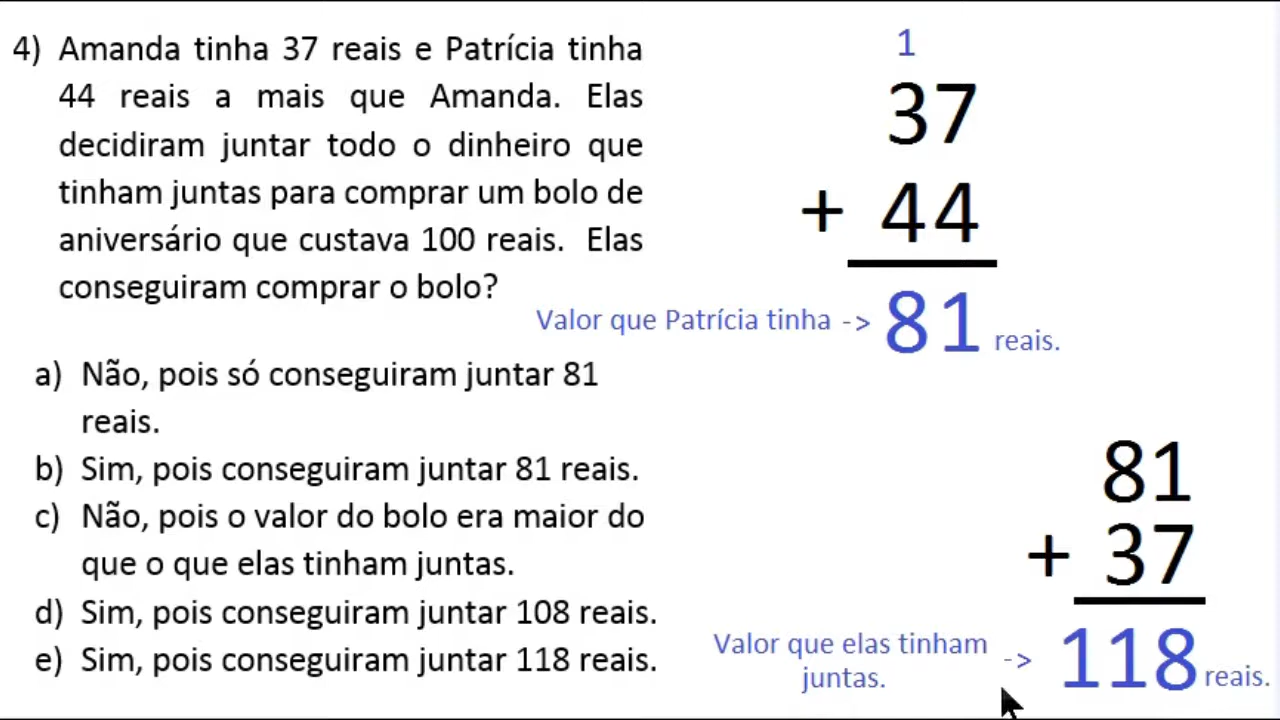 4) Amanda tinha 37 reais e Patrícia tinha
44 reais a mais que Amanda. Elas
decidiram juntar todo o dinheiro que
tinham juntas para comprar um bolo de
aniversário que custava 100 reais. Elas
conseguiram comprar o bolo?
a) Não, pois só conseguiram juntar 81
reais.
b) Sim, pois conseguiram juntar 81 reais.
c) Não, pois o valor do bolo era maior do
que o que elas tinham juntas.
d) Sim, pois conseguiram juntar 108 reais.
e) Sim, pois conseguiram juntar 118 reais.
1
37
+ 44
Valor que Patrícia tinha -> 81 reais.
81
+ 37
Valor que elas tinham
juntas. -> 118 reais.